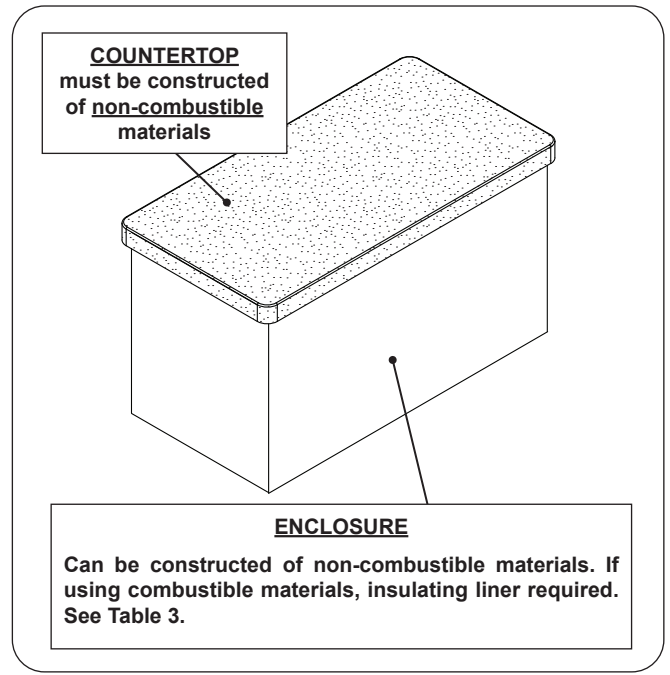 COUNTERTOP
must be constructed
of non-combustible
materials
ENCLOSURE
Can be constructed of non-combustible materials. If
using combustible materials, insulating liner required.
See Table 3.